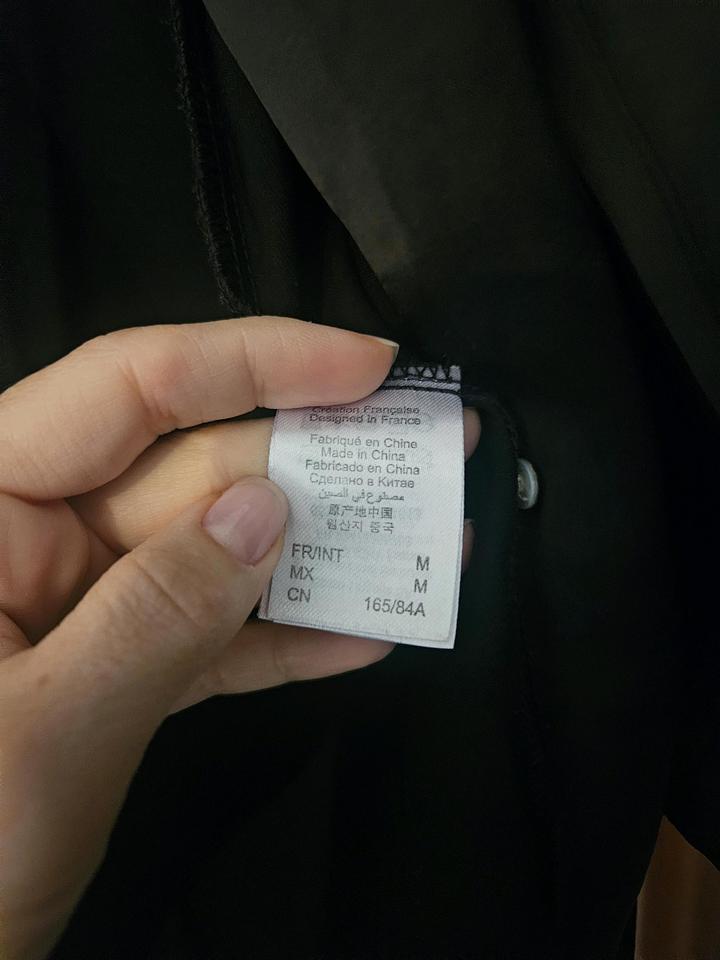 Création Française
Designed in France
Fabriqué en Chine
Made in China
Fabricado en China
Сделано в Китае
مصنوع في الصين
原产地中国
원산지 중국
FR/INT M
MX M
CN 165/84A